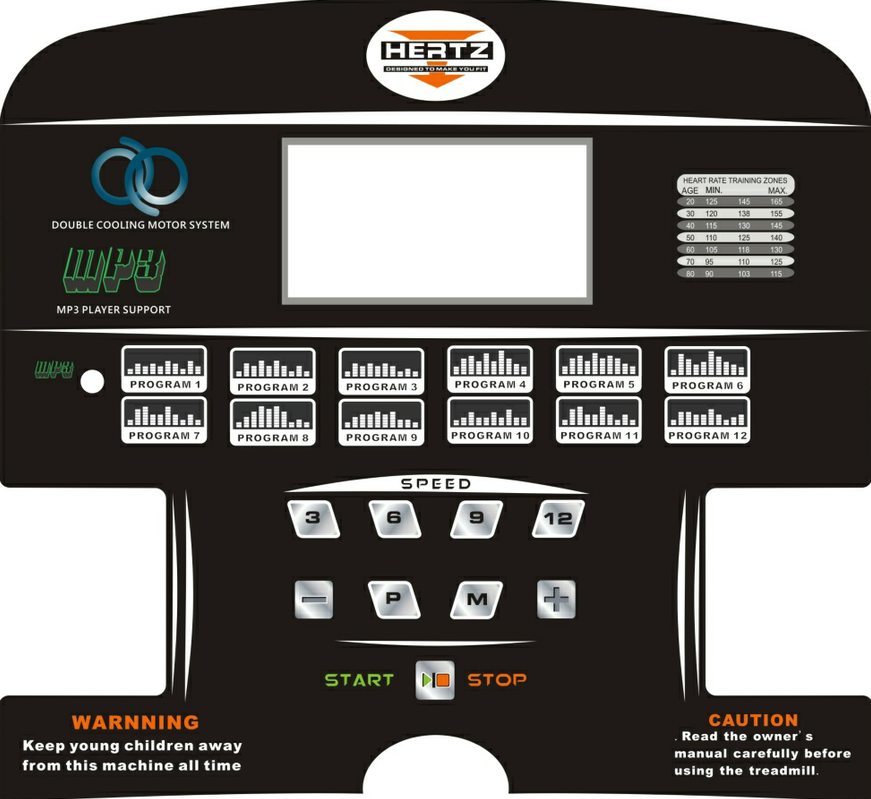 HERTZ
DESIGNED TO MAKE YOU FIT
DOUBLE COOLING MOTOR SYSTEM
MP3
MP3 PLAYER SUPPORT
HEART RATE TRAINING ZONES
AGE MIN. MAX.
20 125 145 165
30 120 138 155
40 115 130 145
50 110 125 140
60 105 118 130
70 95 110 125
80 90 103 115
MP3
PROGRAM 1
PROGRAM 2
PROGRAM 3
PROGRAM 4
PROGRAM 5
PROGRAM 6
PROGRAM 7
PROGRAM 8
PROGRAM 9
PROGRAM 10
PROGRAM 11
PROGRAM 12
SPEED
3 6 9 12
− P M +
START STOP
WARNNING
Keep young children away
from this machine all time
CAUTION
. Read the owner's
manual carefully before
using the treadmill.